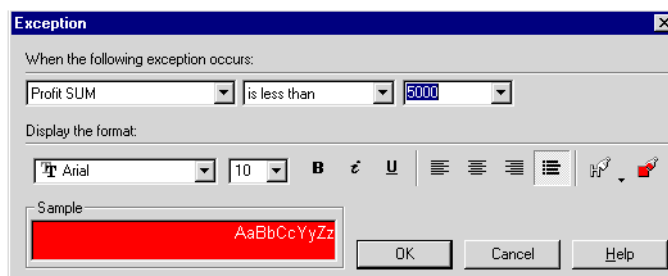 Exception
When the following exception occurs:
Profit SUM is less than 5000
Display the format:
Arial 10 B i U
Sample
AaBbCcYyZz
OK Cancel Help